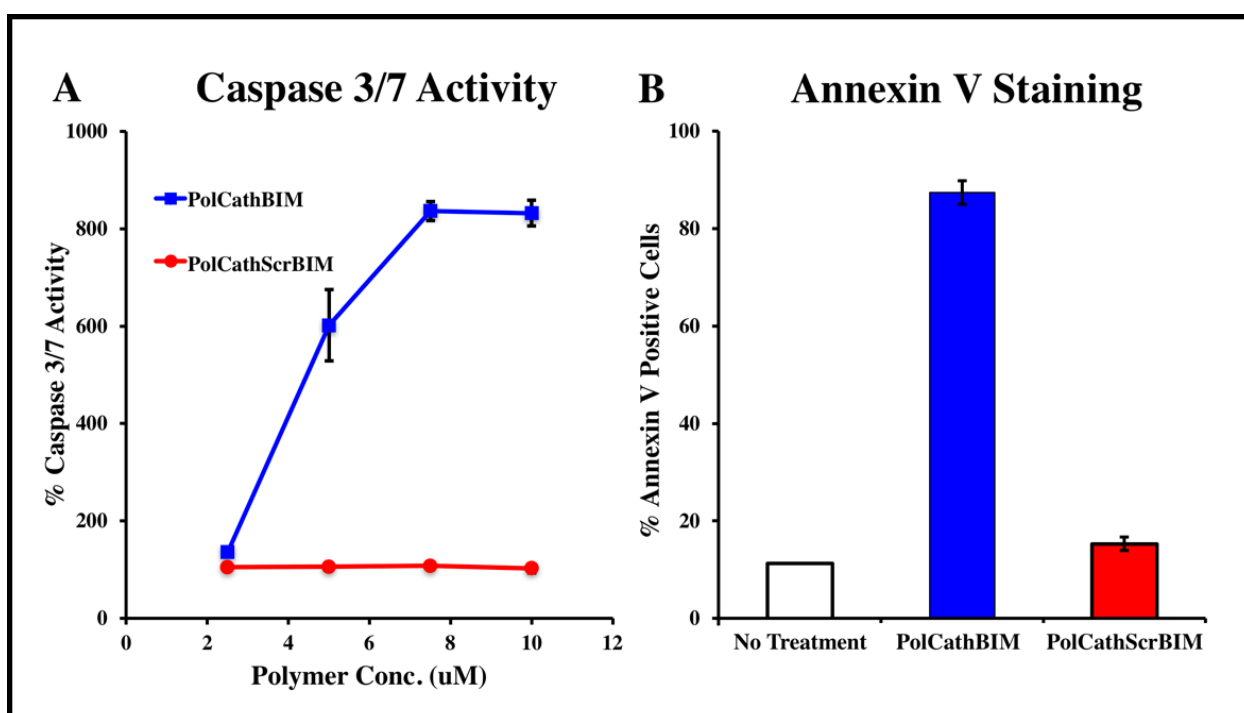 A
Caspase 3/7 Activity
% Caspase 3/7 Activity
1000
800
600
400
200
0
PolCathBIM
PolCathScrBIM
0 2 4 6 8 10 12
Polymer Conc. (uM)
B
Annexin V Staining
% Annexin V Positive Cells
100
80
60
40
20
0
No Treatment PolCathBIM PolCathScrBIM